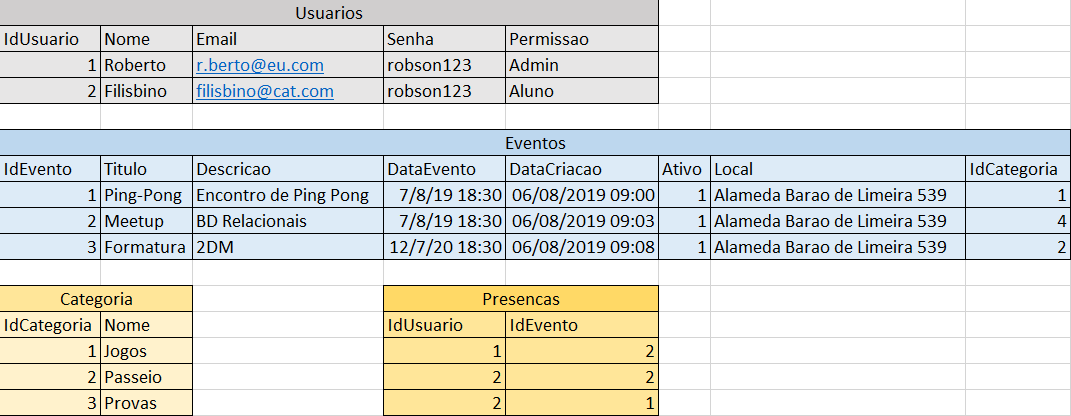 Usuarios
IdUsuario Nome Email Senha Permissao
1 Roberto r.berto@eu.com robson123 Admin
2 Filisbino filisbino@cat.com robson123 Aluno
Eventos
IdEvento Titulo Descricao DataEvento DataCriacao Ativo Local IdCategoria
1 Ping-Pong Encontro de Ping Pong 7/8/19 18:30 06/08/2019 09:00 1 Alameda Barao de Limeira 539 1
2 Meetup BD Relacionais 7/8/19 18:30 06/08/2019 09:03 1 Alameda Barao de Limeira 539 4
3 Formatura 2DM 12/7/20 18:30 06/08/2019 09:08 1 Alameda Barao de Limeira 539 2
Categoria Presencas
IdCategoria Nome IdUsuario IdEvento
1 Jogos 1 2
2 Passeio 2 2
3 Provas 2 1